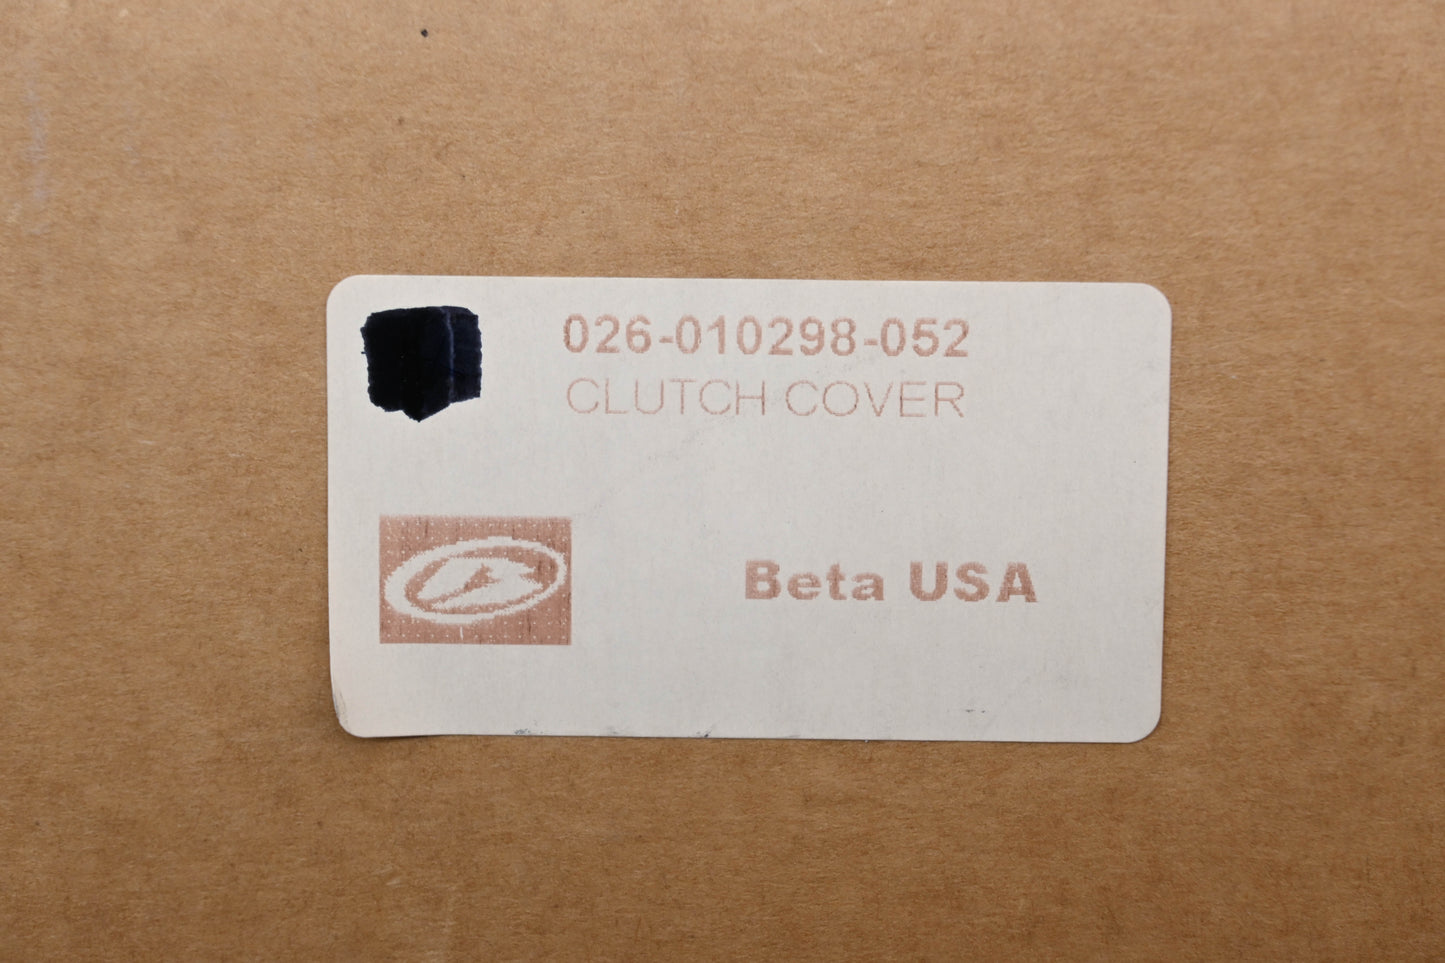 026-010298-052
CLUTCH COVER
Beta USA